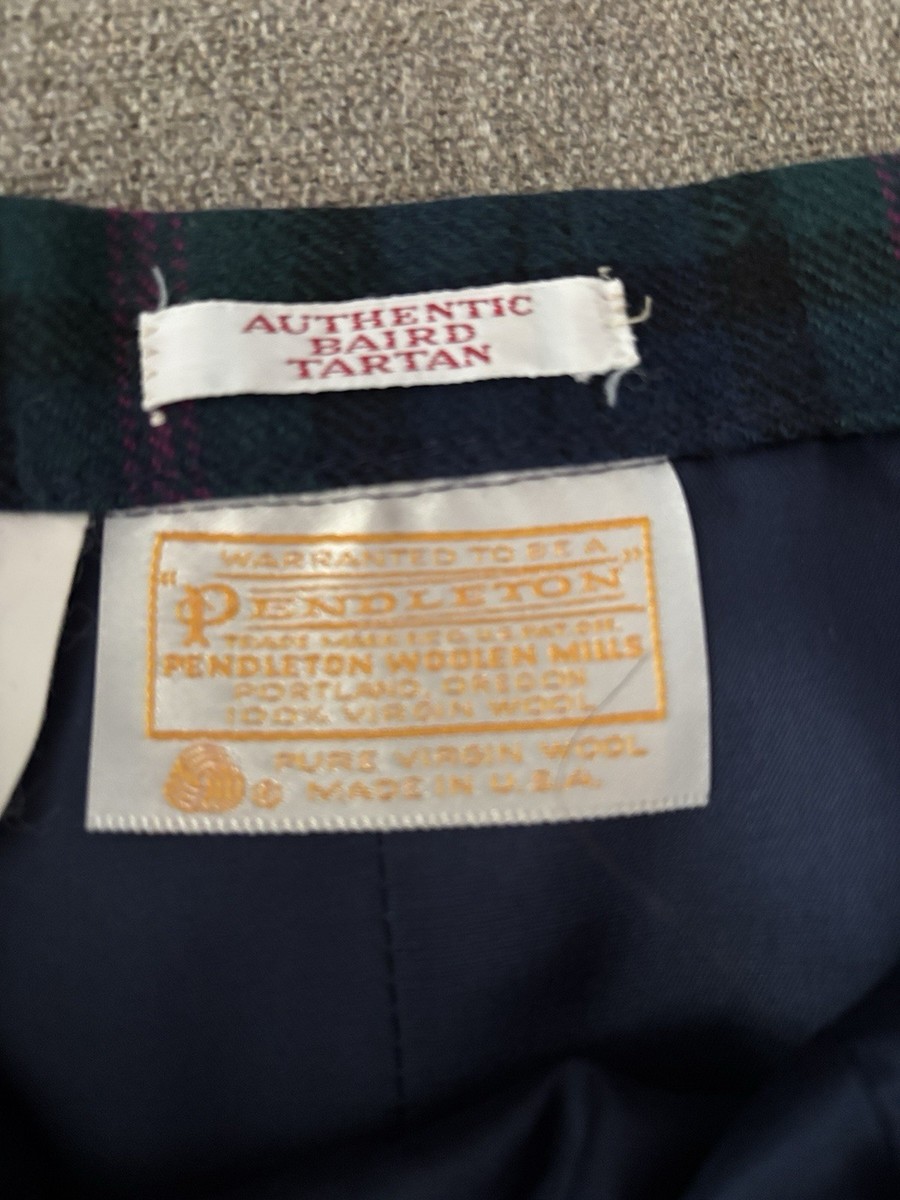 AUTHENTIC
BAIRD
TARTAN
WARRANTED TO BE A
"PENDLETON"
TRADE MARK REG. U.S. PAT. OFF.
PENDLETON WOOLEN MILLS
PORTLAND, OREGON
100% VIRGIN WOOL
PURE VIRGIN WOOL
® MADE IN U.S.A.